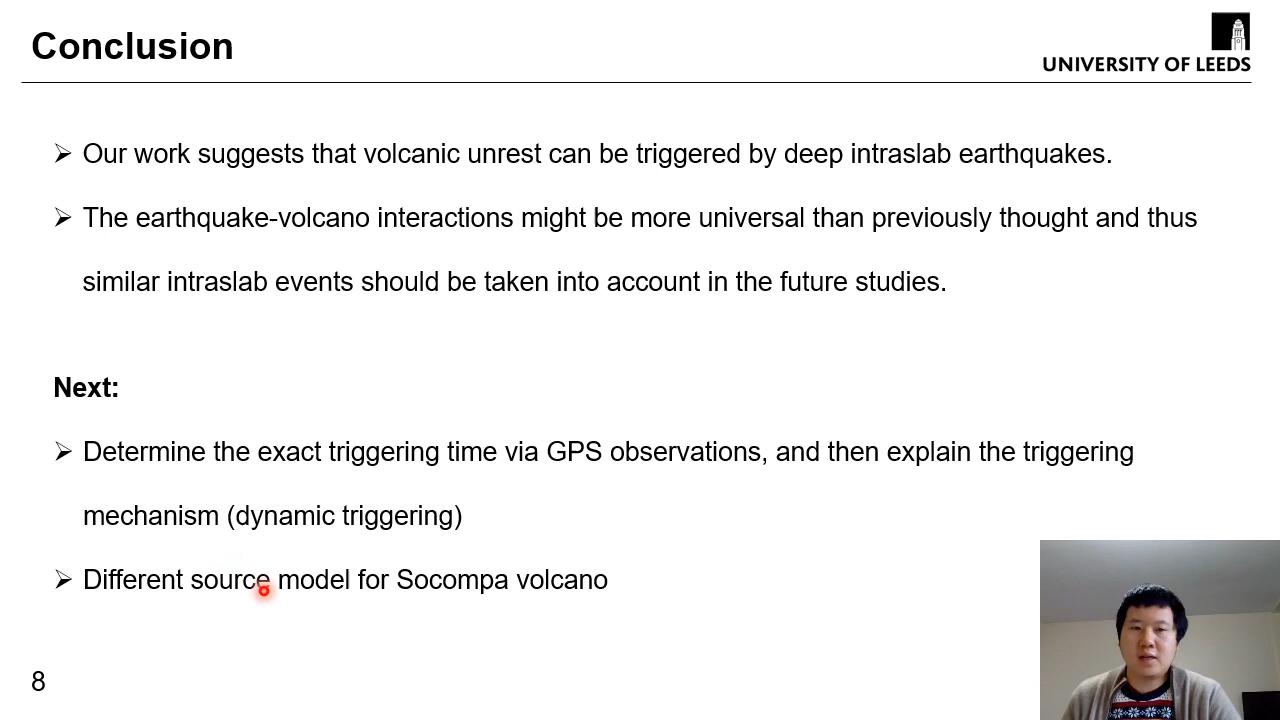 Conclusion
UNIVERSITY OF LEEDS
➢ Our work suggests that volcanic unrest can be triggered by deep intraslab earthquakes.
➢ The earthquake-volcano interactions might be more universal than previously thought and thus
similar intraslab events should be taken into account in the future studies.
Next:
➢ Determine the exact triggering time via GPS observations, and then explain the triggering
mechanism (dynamic triggering)
➢ Different source model for Socompa volcano
8